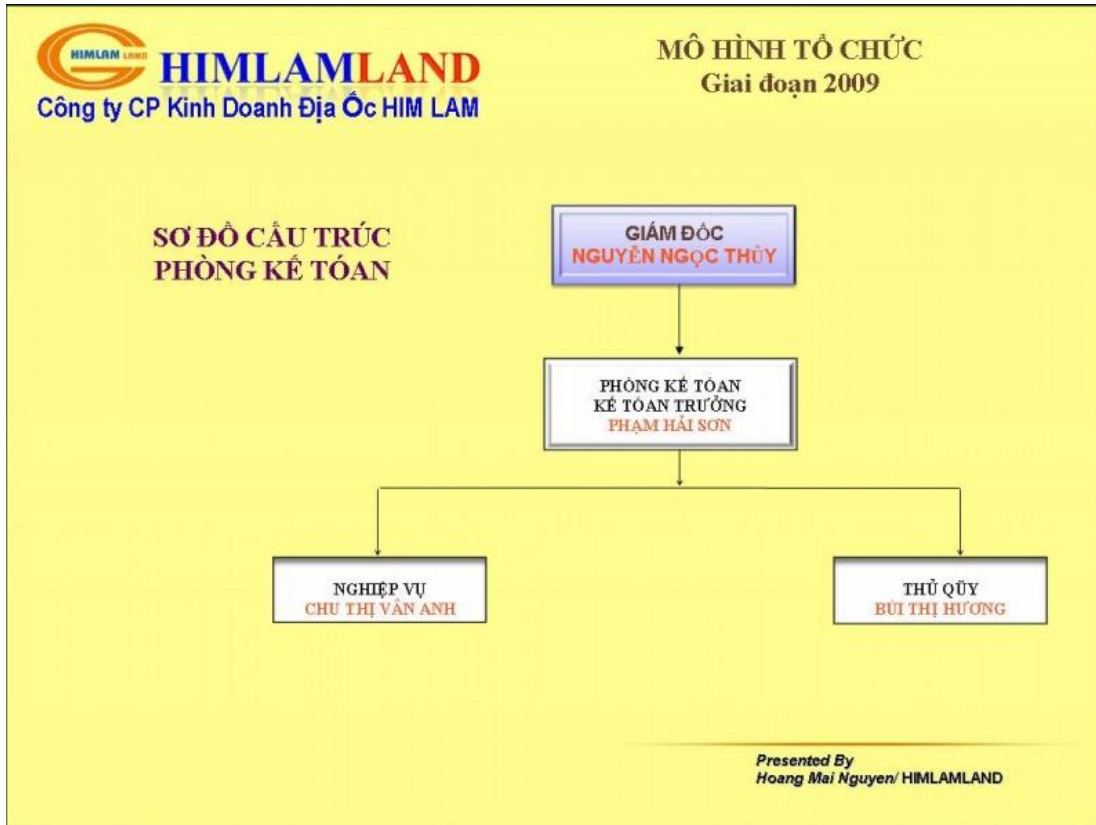 HIMLAM LAND
HIMLAMLAND
Công ty CP Kinh Doanh Địa Ốc HIM LAM
MÔ HÌNH TỔ CHỨC
Giai đoạn 2009
SƠ ĐỒ CẤU TRÚC
PHÒNG KẾ TÓAN
GIÁM ĐỐC
NGUYỄN NGỌC THỦY
PHÒNG KẾ TÓAN
KẾ TÓAN TRƯỞNG
PHẠM HẢI SƠN
NGHIỆP VỤ
CHU THỊ VÂN ANH
THỦ QŨY
BÙI THỊ HƯƠNG
Presented By
Hoang Mai Nguyen/ HIMLAMLAND